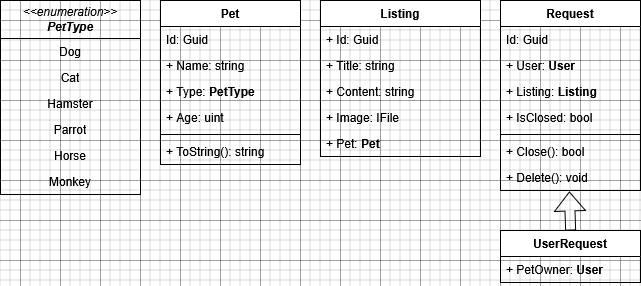 <<enumeration>>
PetType
Dog
Cat
Hamster
Parrot
Horse
Monkey
Pet
Id: Guid
+ Name: string
+ Type: PetType
+ Age: uint
+ ToString(): string
Listing
+ Id: Guid
+ Title: string
+ Content: string
+ Image: IFile
+ Pet: Pet
Request
Id: Guid
+ User: User
+ Listing: Listing
+ IsClosed: bool
+ Close(): bool
+ Delete(): void
UserRequest
+ PetOwner: User